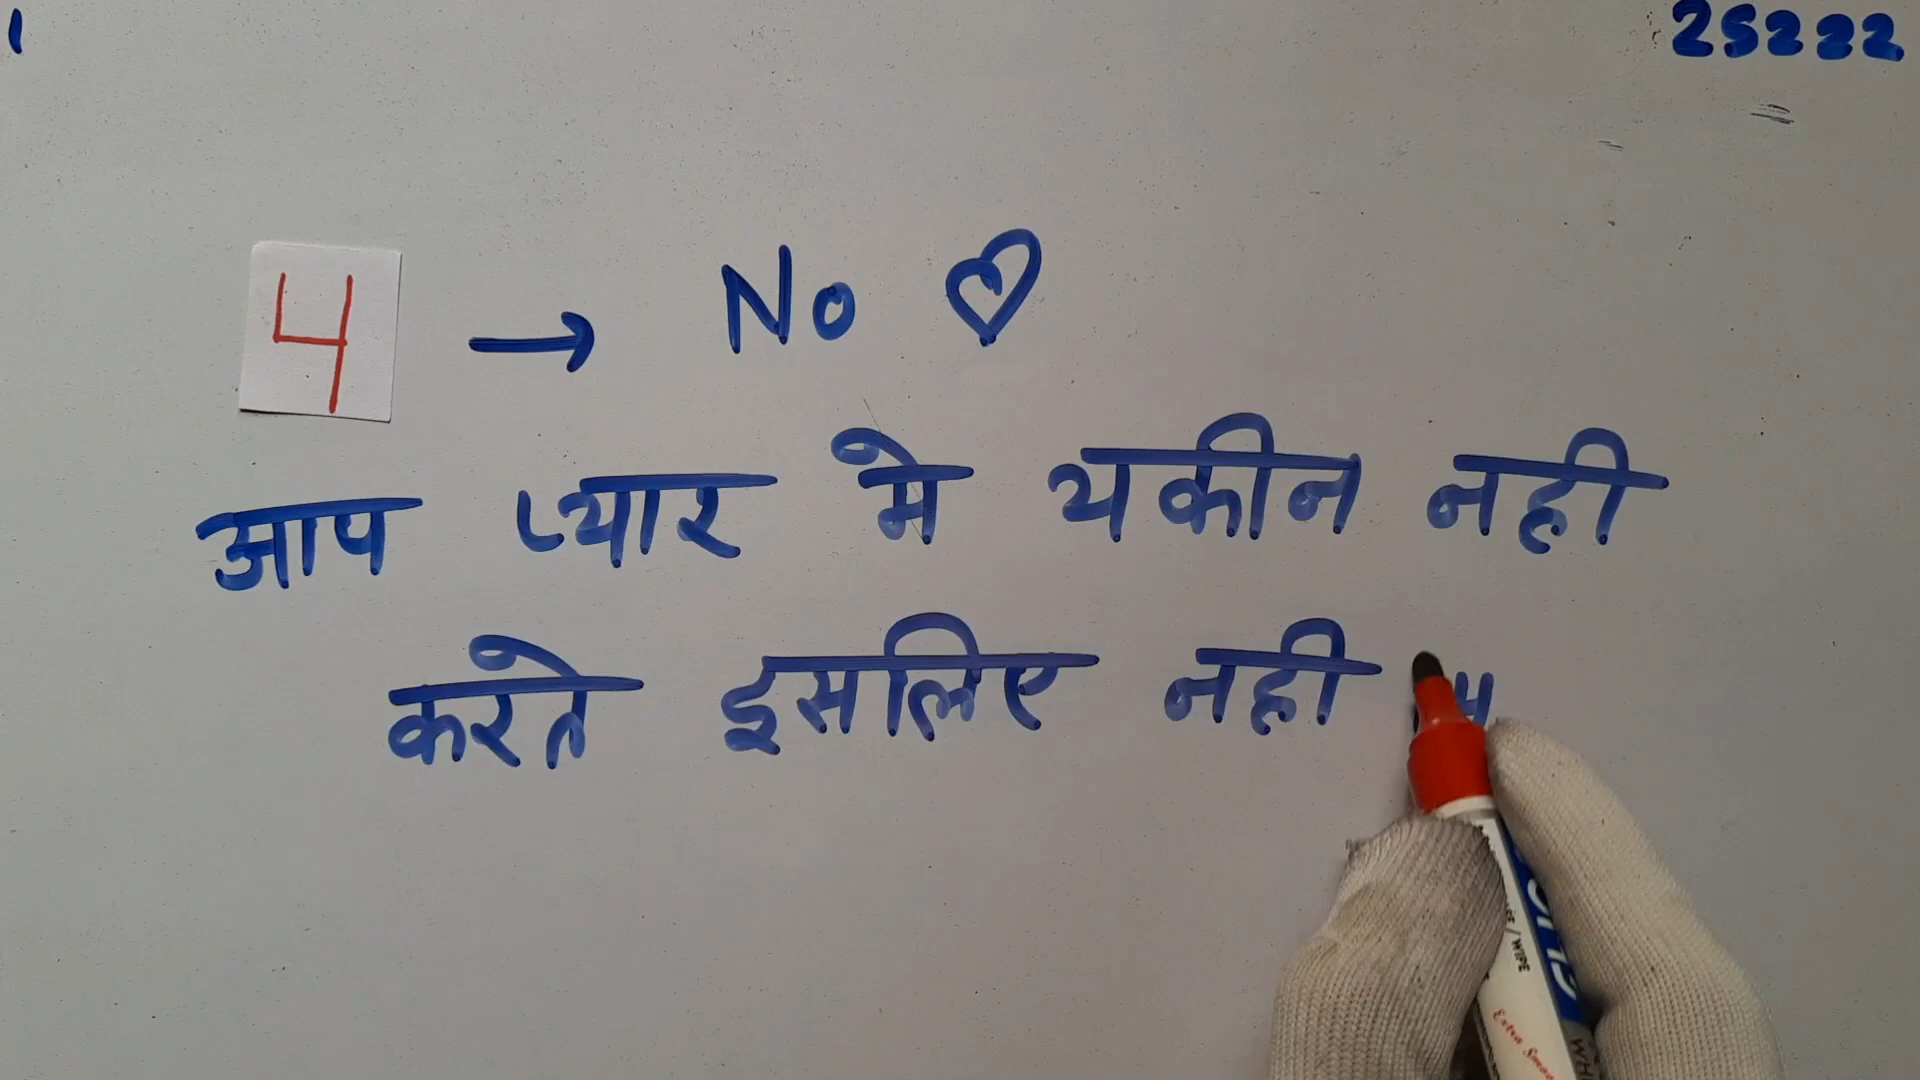 1 25222
4 → No ♡
आप प्यार मे यकीन नही
करते इसलिए नही